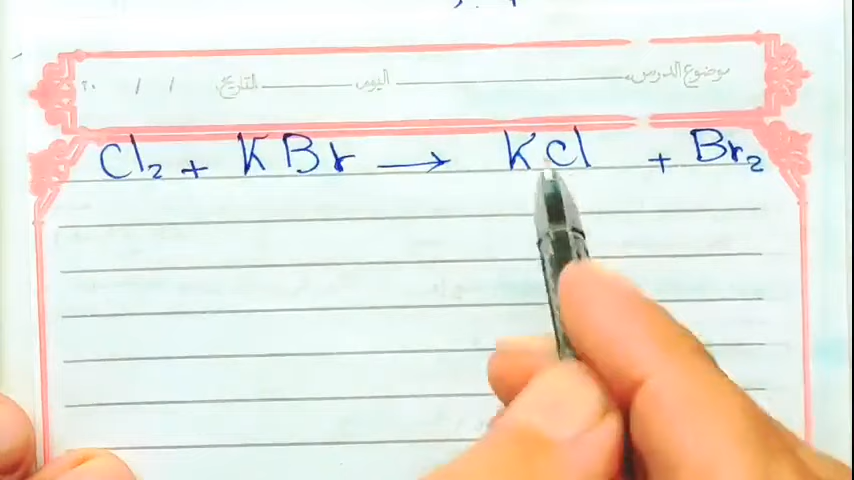 موضوع الدرس اليوم التاريخ / / ٢٠
Cl₂ + KBr → KCl + Br₂